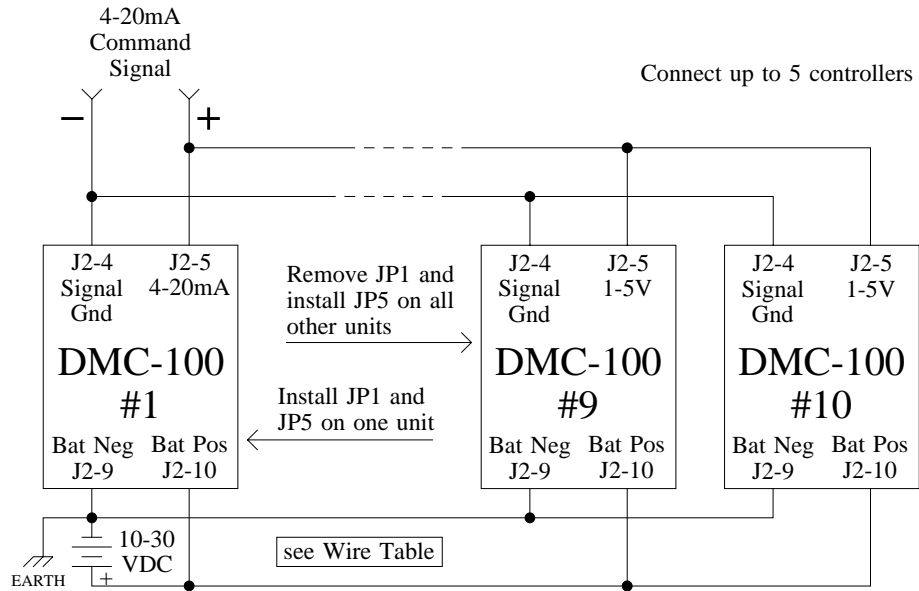 4-20mA
Command
Signal
Connect up to 5 controllers
− +
J2-4 J2-5
Signal 4-20mA
Gnd
DMC-100
#1
Bat Neg Bat Pos
J2-9 J2-10
Remove JP1 and
install JP5 on all
other units
Install JP1 and
JP5 on one unit
J2-4 J2-5
Signal 1-5V
Gnd
DMC-100
#9
Bat Neg Bat Pos
J2-9 J2-10
J2-4 J2-5
Signal 1-5V
Gnd
DMC-100
#10
Bat Neg Bat Pos
J2-9 J2-10
10-30
VDC
+
EARTH
see Wire Table